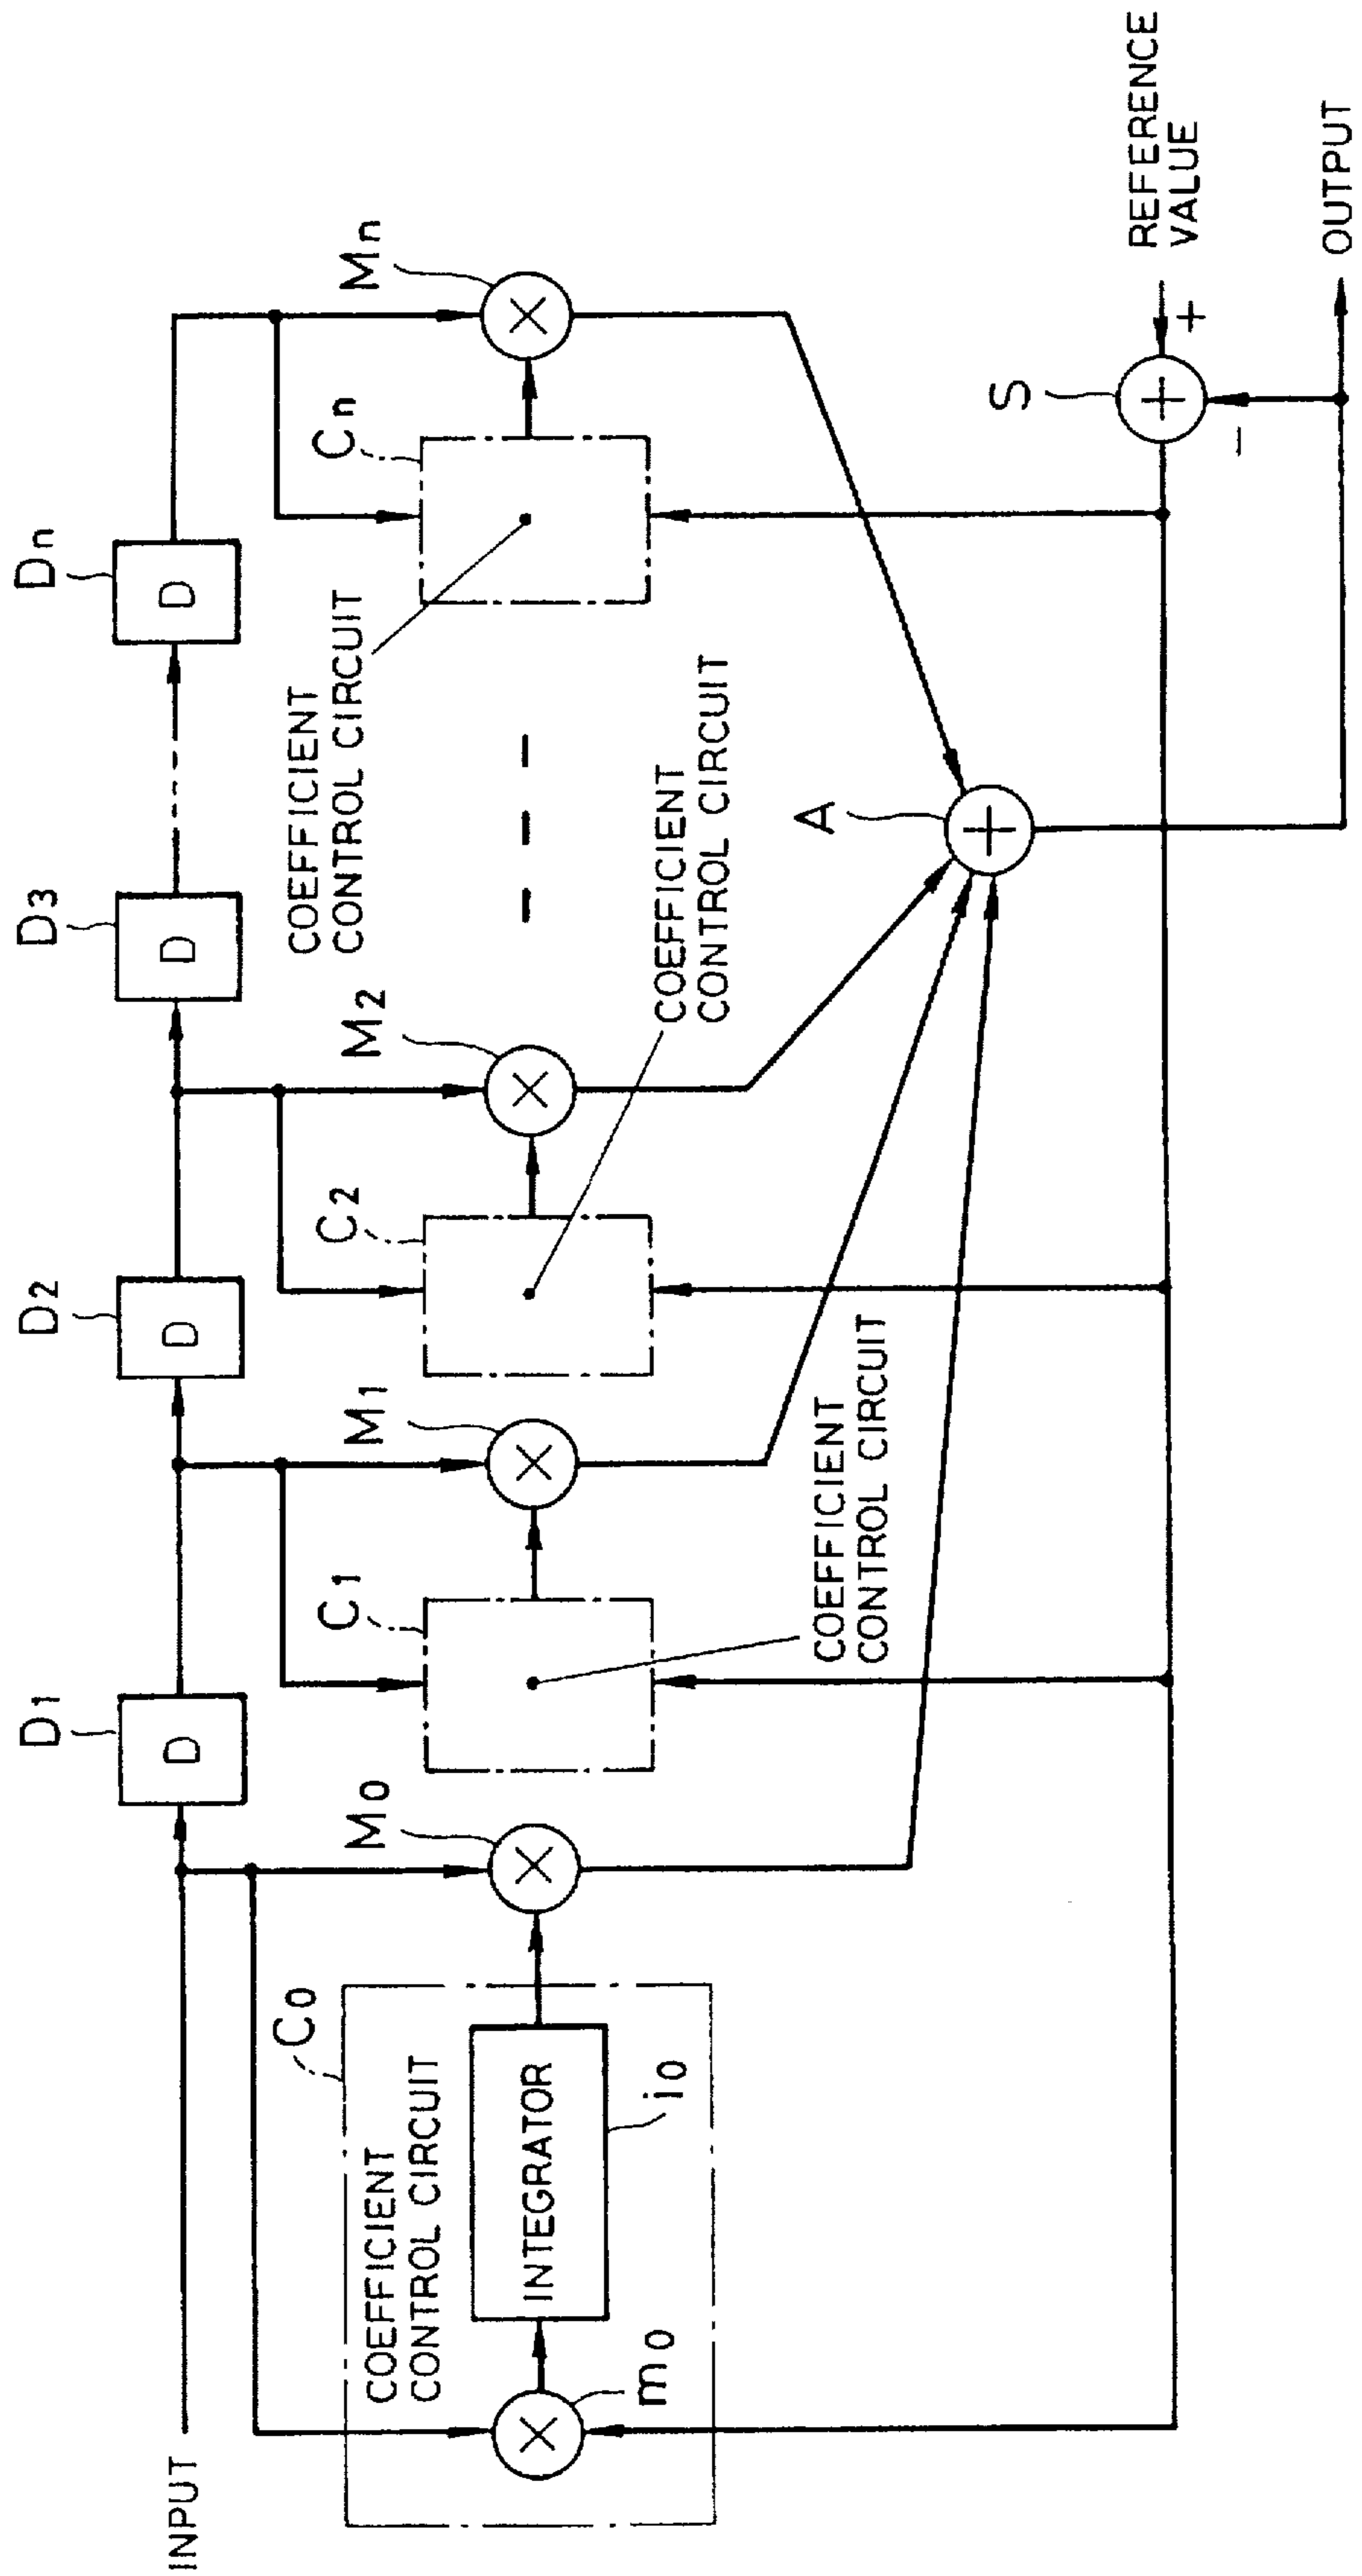 D1
D2
D3
Dn
D
D
D
D
INPUT
C0
COEFFICIENT
CONTROL CIRCUIT
m0
INTEGRATOR
i0
M0
C1
M1
COEFFICIENT
CONTROL CIRCUIT
C2
M2
COEFFICIENT
CONTROL CIRCUIT
COEFFICIENT
CONTROL CIRCUIT
Cn
Mn
A
S
+
-
REFERENCE
VALUE
OUTPUT